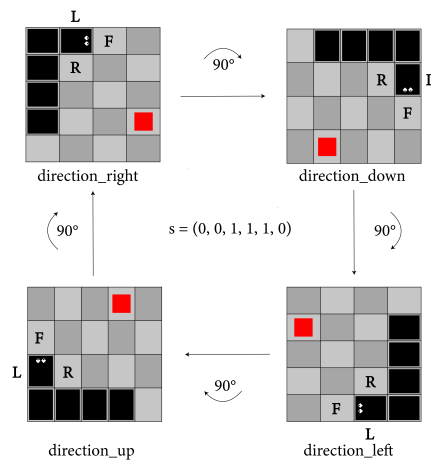 L
F
R
90°
R
L
F
direction_right
direction_down
90°
s = (0, 0, 1, 1, 1, 0)
90°
F
L
R
R
F
L
90°
direction_up
direction_left